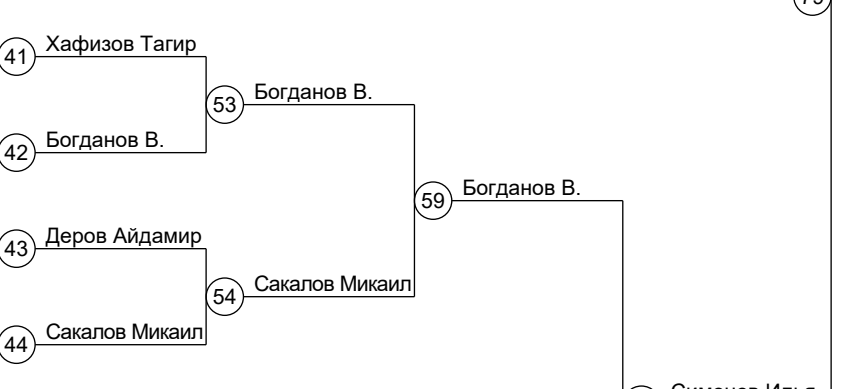 41 Хафизов Тагир
53 Богданов В.
42 Богданов В.
59 Богданов В.
43 Деров Айдамир
54 Сакалов Микаил
44 Сакалов Микаил